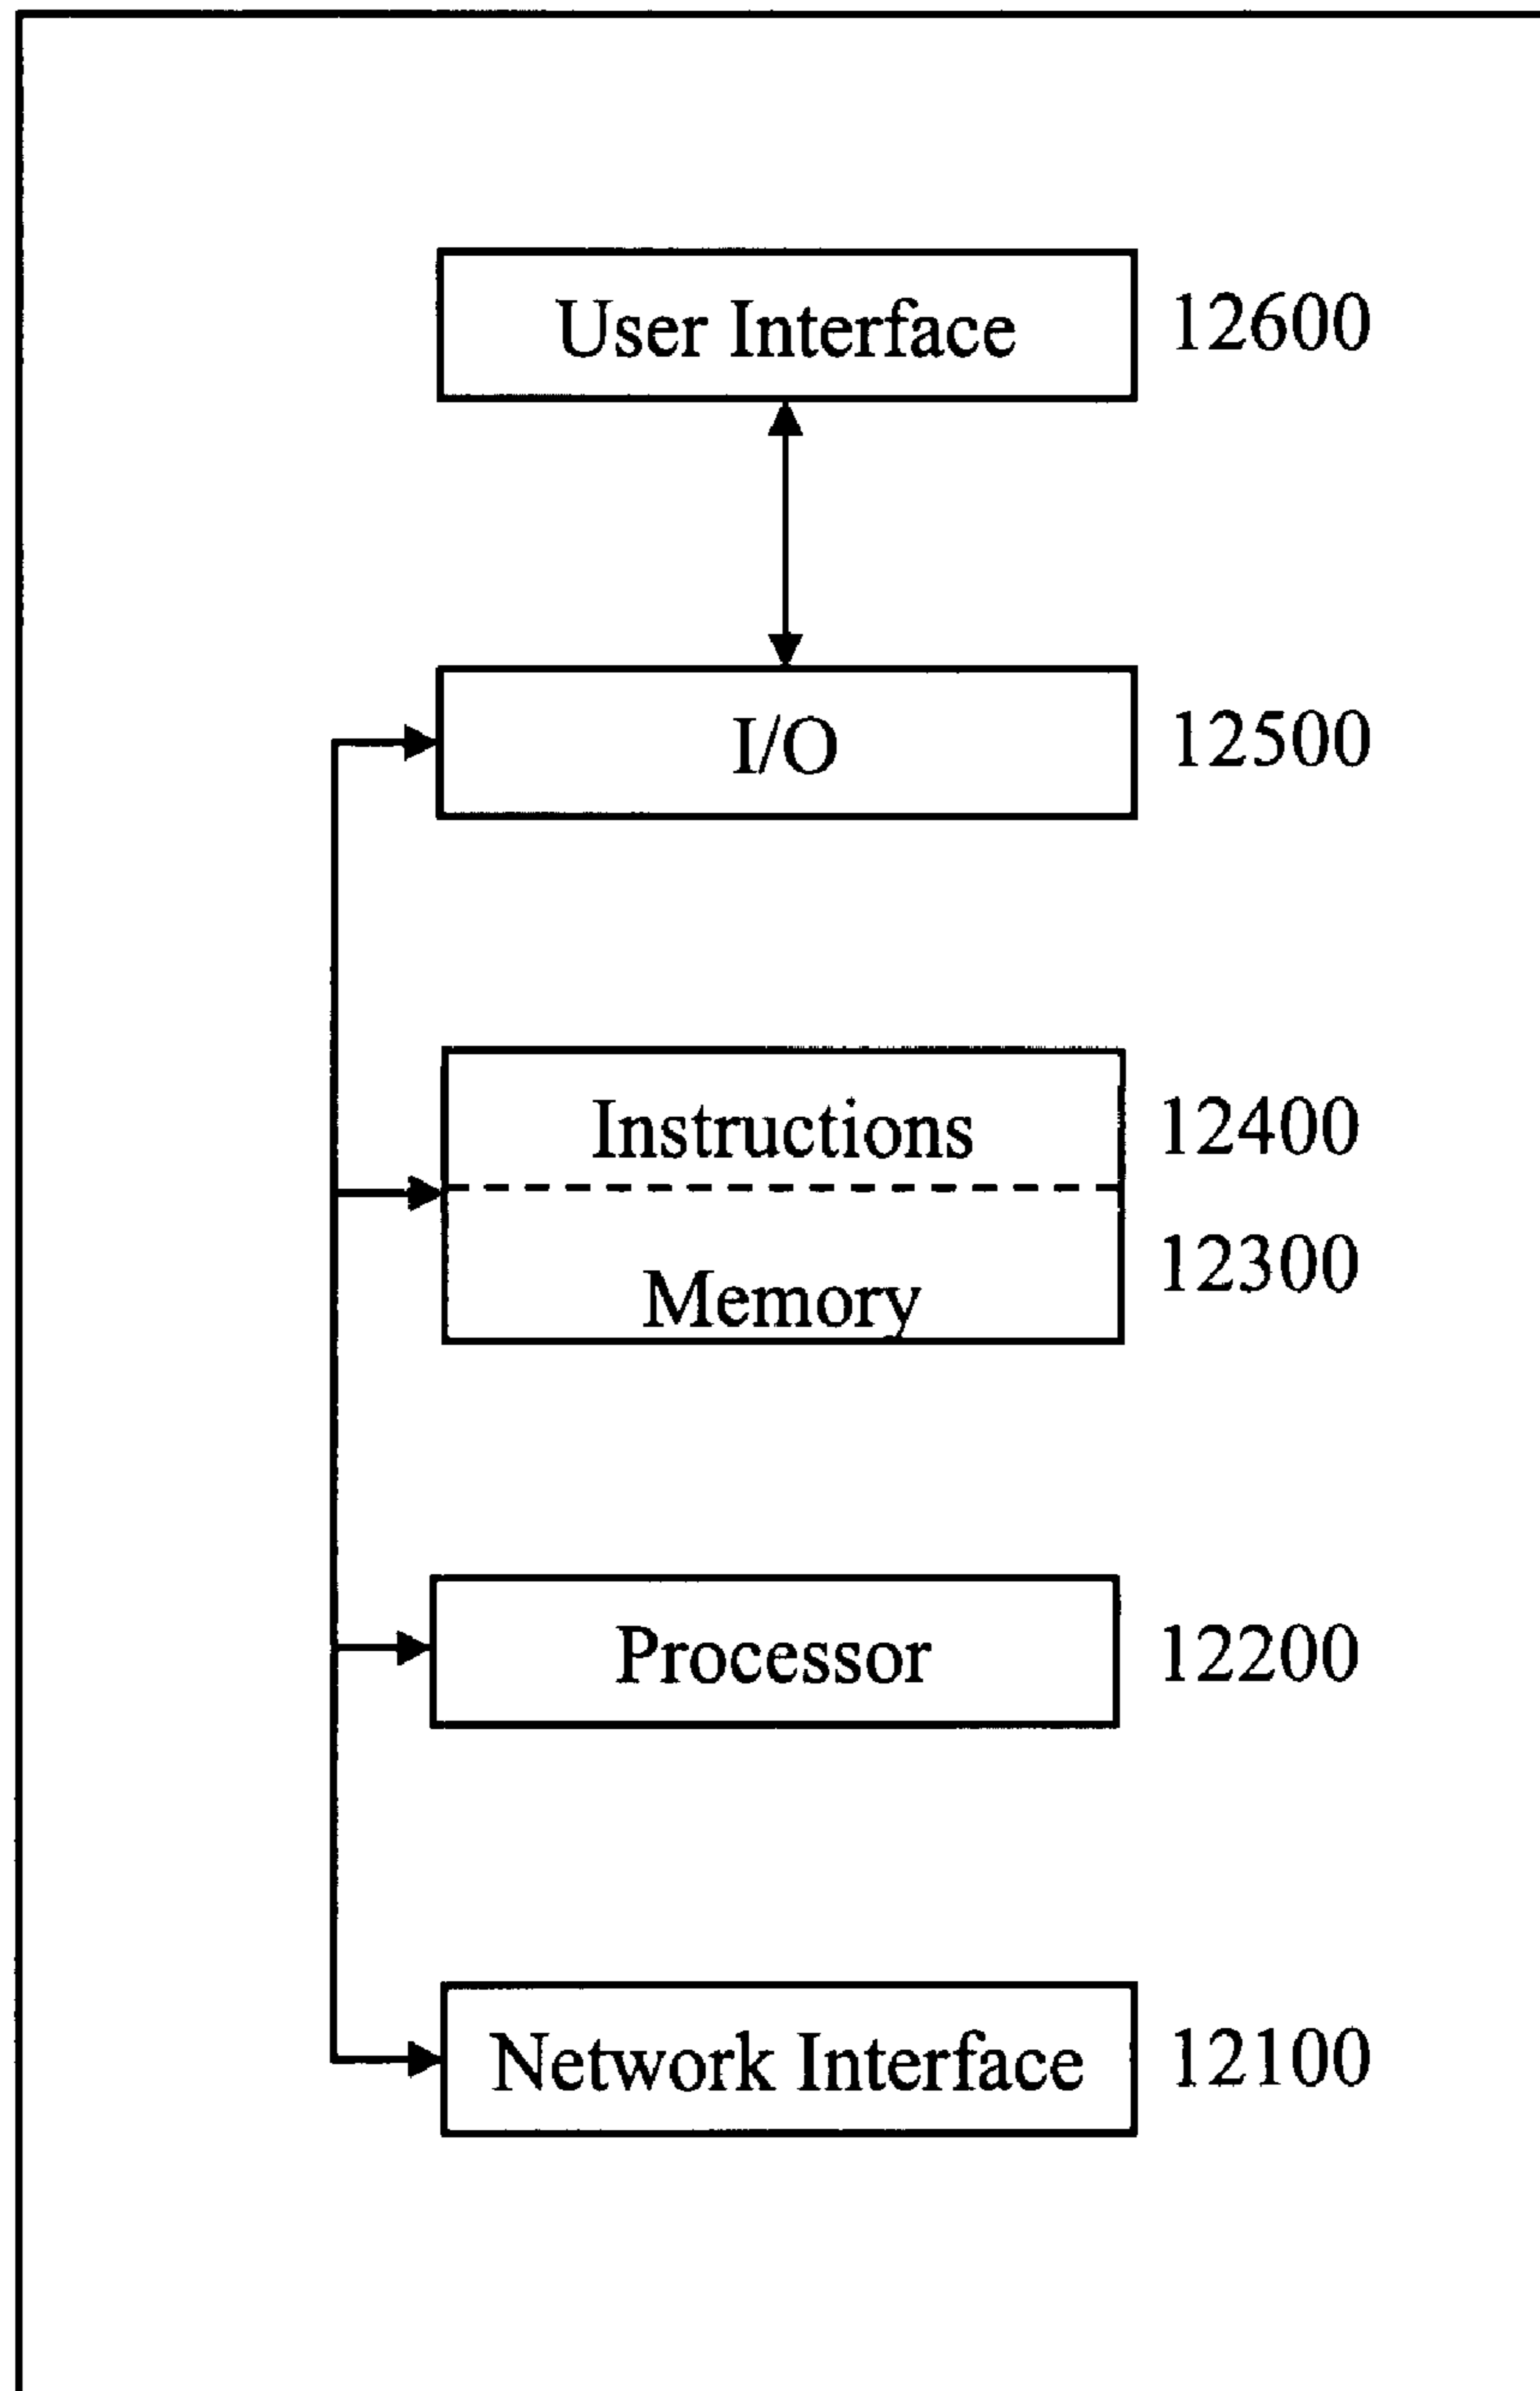 User Interface 12600
I/O 12500
Instructions 12400
Memory 12300
Processor 12200
Network Interface 12100